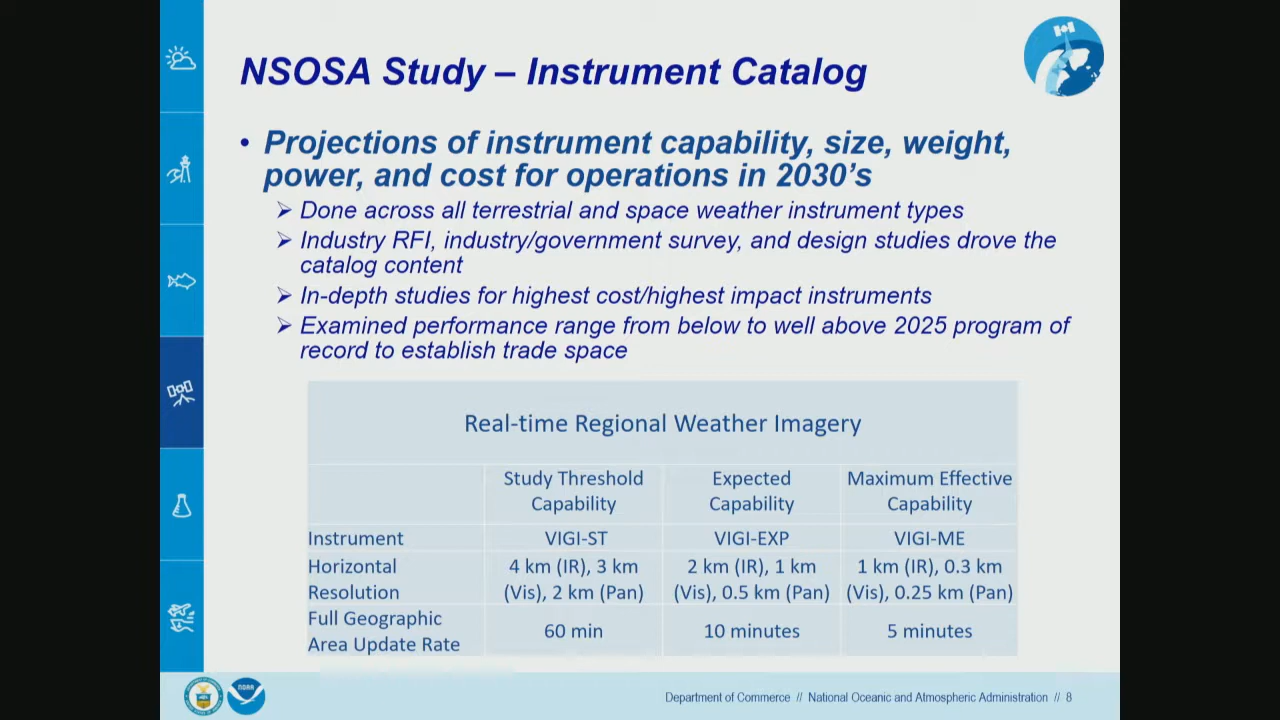 NSOSA Study – Instrument Catalog
• Projections of instrument capability, size, weight,
power, and cost for operations in 2030's
➢ Done across all terrestrial and space weather instrument types
➢ Industry RFI, industry/government survey, and design studies drove the
catalog content
➢ In-depth studies for highest cost/highest impact instruments
➢ Examined performance range from below to well above 2025 program of
record to establish trade space
Real-time Regional Weather Imagery
Study Threshold Capability Expected Capability Maximum Effective Capability
Instrument VIGI-ST VIGI-EXP VIGI-ME
Horizontal Resolution 4 km (IR), 3 km (Vis), 2 km (Pan) 2 km (IR), 1 km (Vis), 0.5 km (Pan) 1 km (IR), 0.3 km (Vis), 0.25 km (Pan)
Full Geographic Area Update Rate 60 min 10 minutes 5 minutes
NOAA
Department of Commerce // National Oceanic and Atmospheric Administration // 8